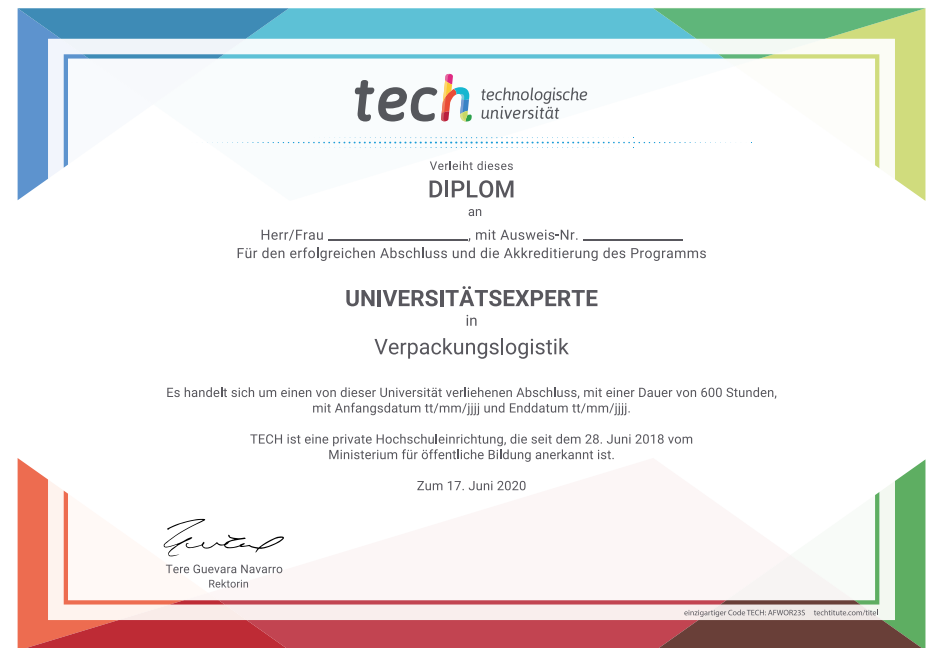 tech technologische
universität
Verleiht dieses
DIPLOM
an
Herr/Frau ____________, mit Ausweis-Nr. ____________
Für den erfolgreichen Abschluss und die Akkreditierung des Programms
UNIVERSITÄTSEXPERTE
in
Verpackungslogistik
Es handelt sich um einen von dieser Universität verliehenen Abschluss, mit einer Dauer von 600 Stunden,
mit Anfangsdatum tt/mm/jjjj und Enddatum tt/mm/jjjj.
TECH ist eine private Hochschuleinrichtung, die seit dem 28. Juni 2018 vom
Ministerium für öffentliche Bildung anerkannt ist.
Zum 17. Juni 2020
Tere Guevara Navarro
Rektorin
einzigartiger Code TECH: AFWOR23S techtitute.com/titel